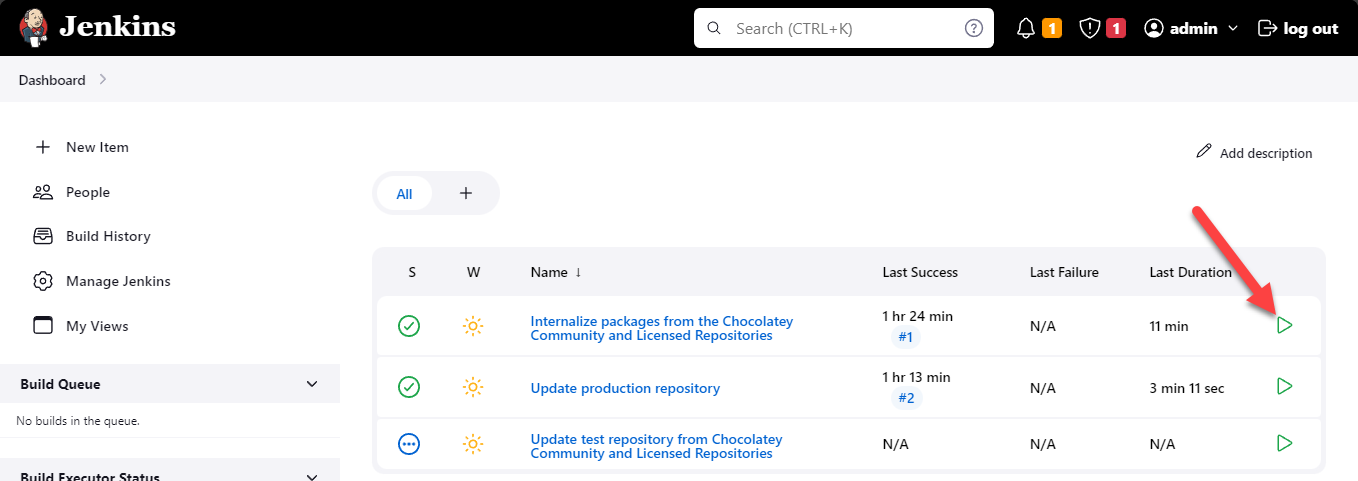 Jenkins
Search (CTRL+K)
?
1
1
admin
log out
Dashboard
New Item
People
Build History
Manage Jenkins
My Views
Build Queue
No builds in the queue.
Build Executor Status
Add description
All
+
S W Name ↓ Last Success Last Failure Last Duration
Internalize packages from the Chocolatey
Community and Licensed Repositories
1 hr 24 min
#1
N/A
11 min
Update production repository
1 hr 13 min
#2
N/A
3 min 11 sec
Update test repository from Chocolatey
Community and Licensed Repositories
N/A
N/A
N/A